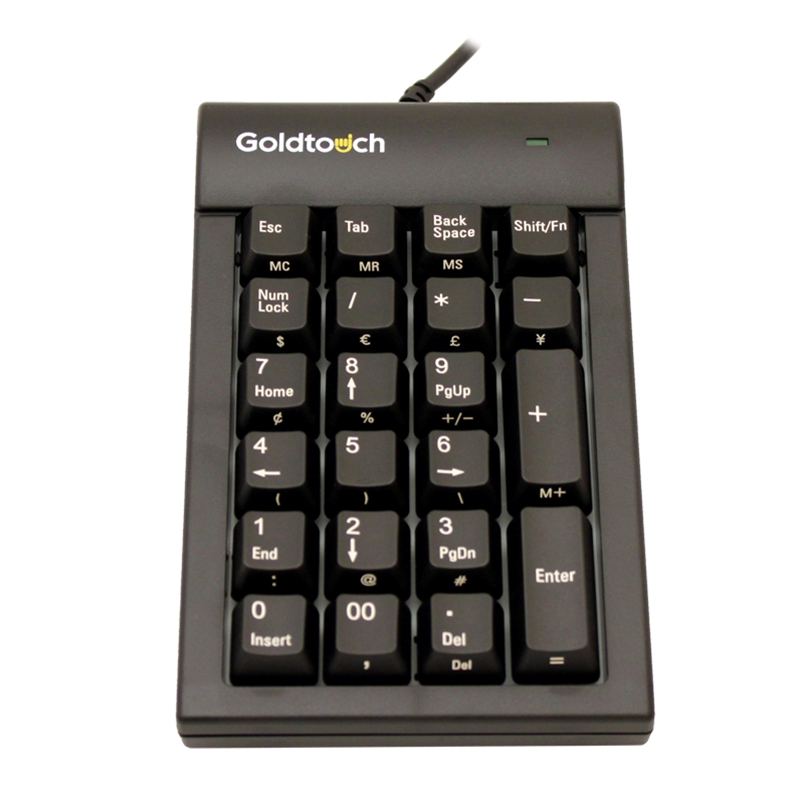 Goldtouch
Esc Tab Back Space Shift/Fn
MC MR MS
Num Lock / * −
$ € £ ¥
7 8 9
Home ↑ PgUp +
¢ % +/−
4 5 6
← →
( ) \ M+
1 2 3
End ↓ PgDn Enter
: @ #
0 00 .
Insert Del
, Del =